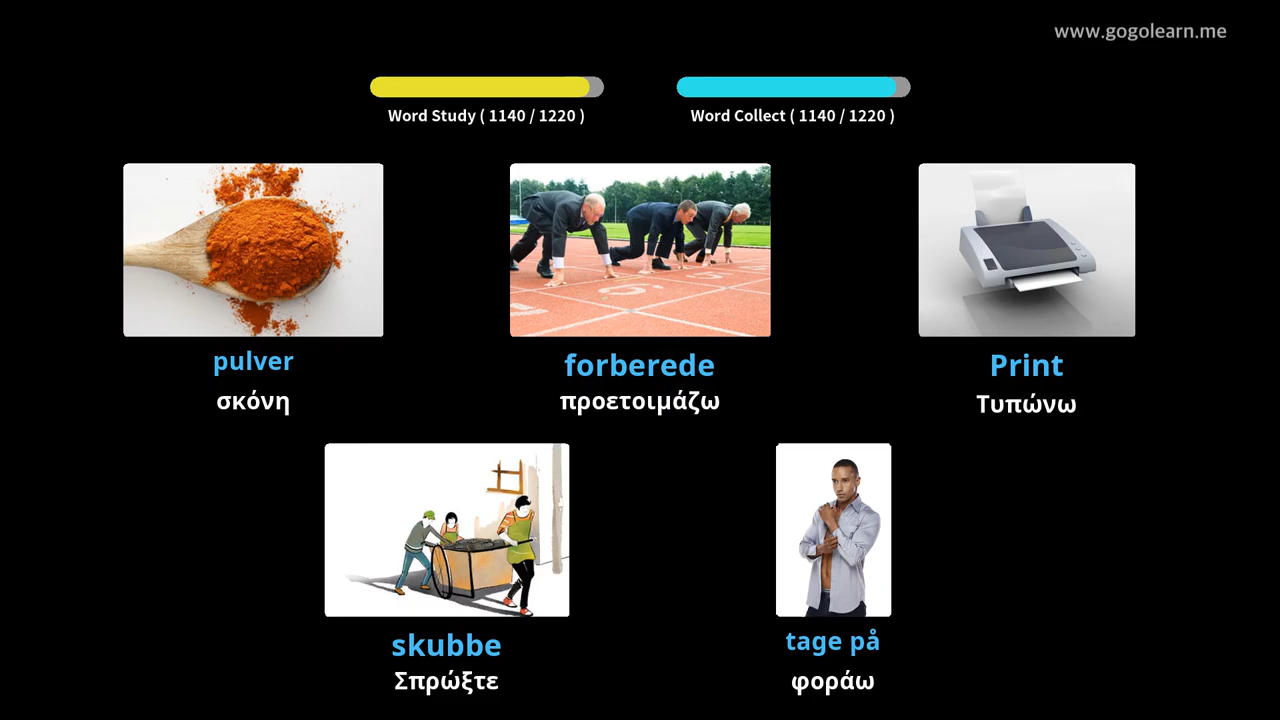 www.gogolearn.me
Word Study ( 1140 / 1220 )
Word Collect ( 1140 / 1220 )
pulver
σκόνη
forberede
προετοιμάζω
Print
Τυπώνω
skubbe
Σπρώξτε
tage på
φοράω